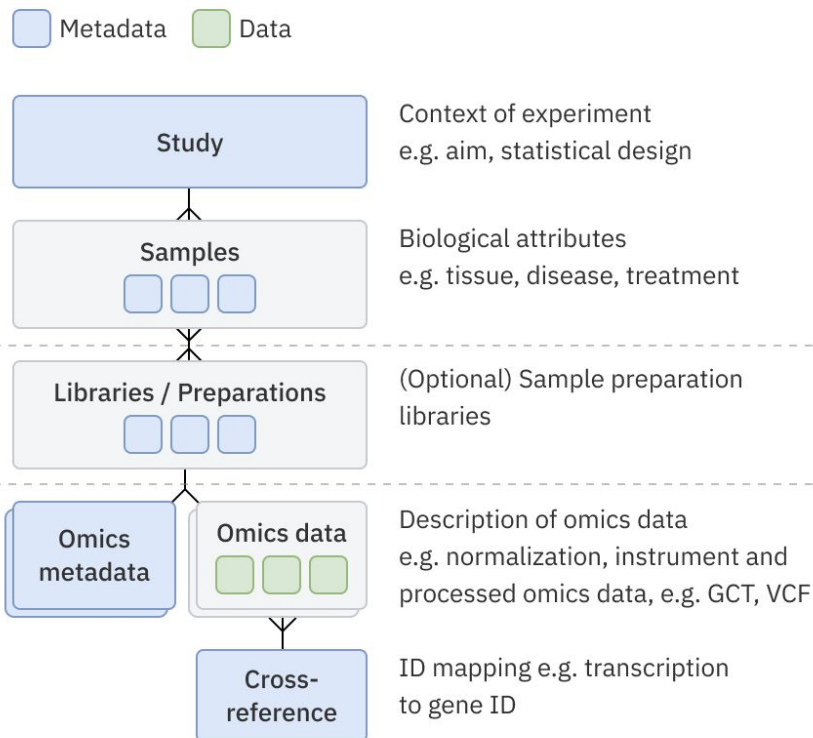 Metadata
Data
Study
Context of experiment
e.g. aim, statistical design
Samples
Biological attributes
e.g. tissue, disease, treatment
Libraries / Preparations
(Optional) Sample preparation
libraries
Omics
metadata
Omics data
Description of omics data
e.g. normalization, instrument and
processed omics data, e.g. GCT, VCF
Cross-
reference
ID mapping e.g. transcription
to gene ID